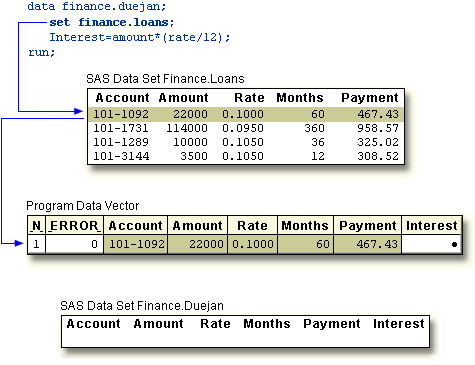 data finance.duejan;
set finance.loans;
Interest=amount*(rate/12);
run;
SAS Data Set Finance.Loans
Account Amount Rate Months Payment
101-1092 22000 0.1000 60 467.43
101-1731 114000 0.0950 360 958.57
101-1289 10000 0.1050 36 325.02
101-3144 3500 0.1050 12 308.52
Program Data Vector
_N_ _ERROR_ Account Amount Rate Months Payment Interest
1 0 101-1092 22000 0.1000 60 467.43 •
SAS Data Set Finance.Duejan
Account Amount Rate Months Payment Interest